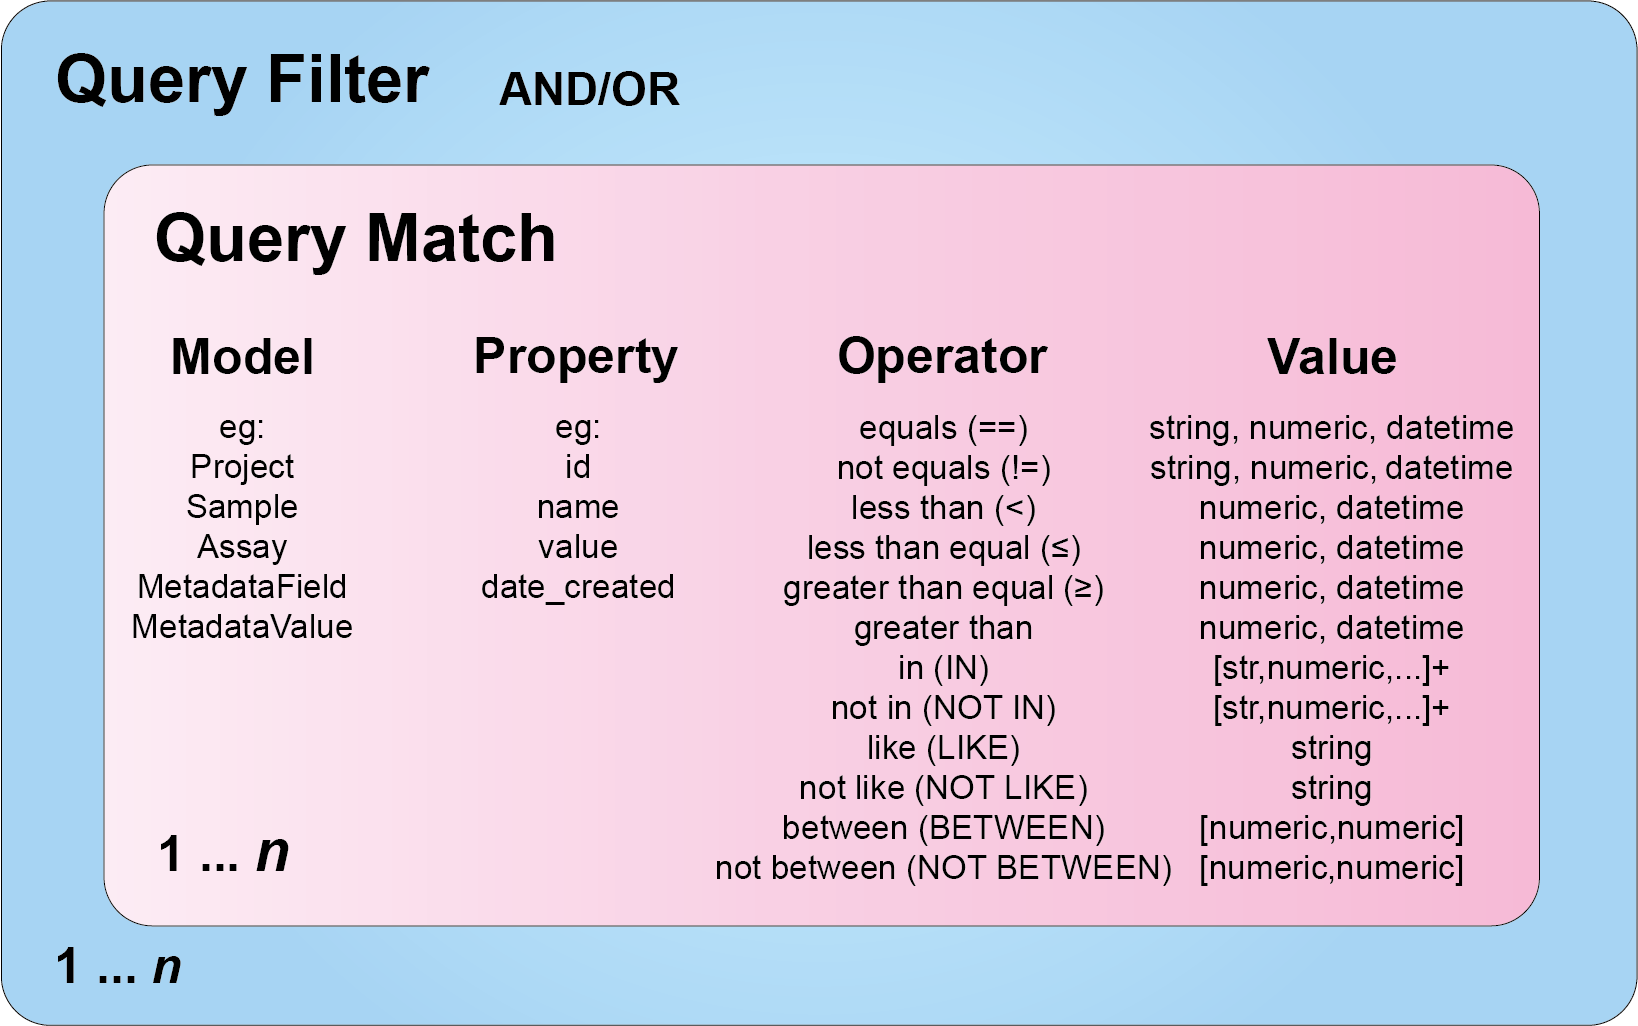 Query Filter AND/OR
Query Match
Model Property Operator Value
eg: eg: equals (==) string, numeric, datetime
Project id not equals (!=) string, numeric, datetime
Sample name less than (<) numeric, datetime
Assay value less than equal (≤) numeric, datetime
MetadataField date_created greater than equal (≥) numeric, datetime
MetadataValue greater than numeric, datetime
in (IN) [str,numeric,...]+
not in (NOT IN) [str,numeric,...]+
like (LIKE) string
not like (NOT LIKE) string
between (BETWEEN) [numeric,numeric]
1 ... n
not between (NOT BETWEEN) [numeric,numeric]
1 ... n